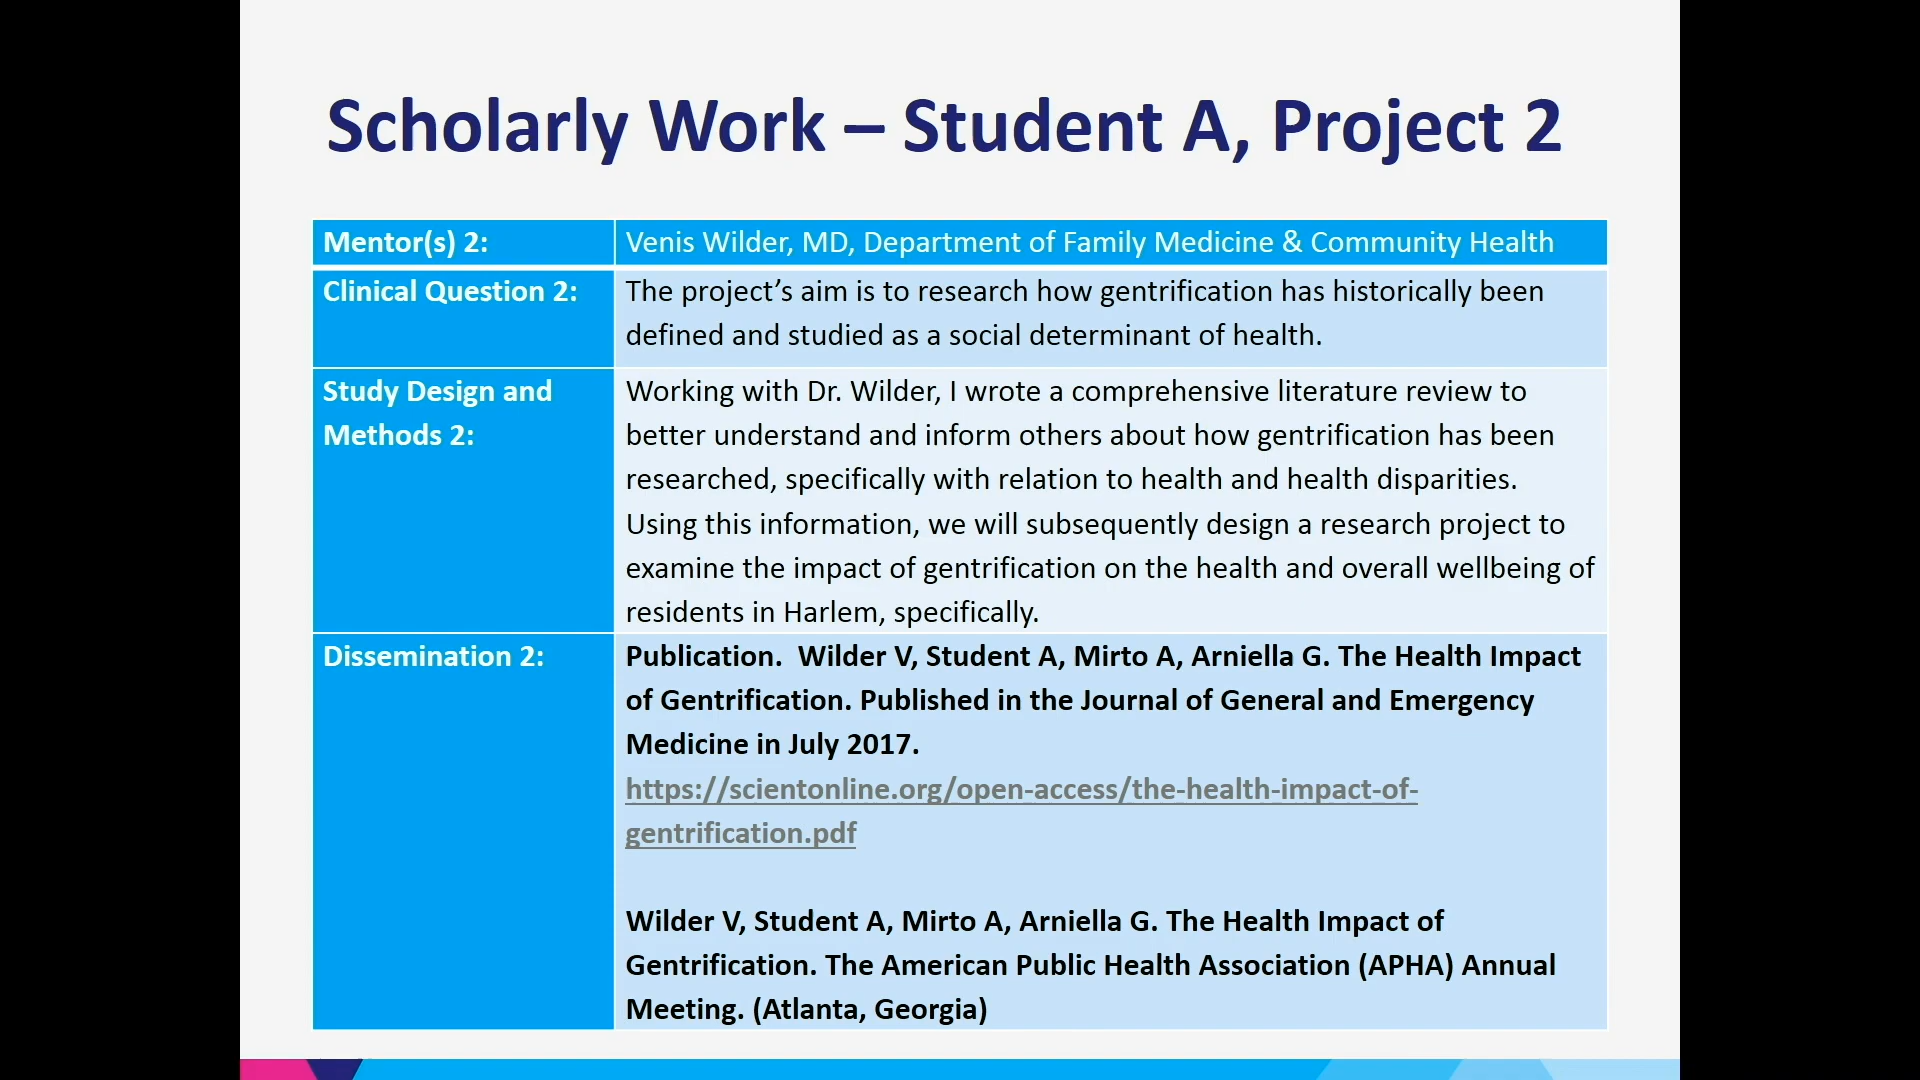 Scholarly Work – Student A, Project 2
Mentor(s) 2:
Venis Wilder, MD, Department of Family Medicine & Community Health
Clinical Question 2:
The project’s aim is to research how gentrification has historically been
defined and studied as a social determinant of health.
Study Design and
Methods 2:
Working with Dr. Wilder, I wrote a comprehensive literature review to
better understand and inform others about how gentrification has been
researched, specifically with relation to health and health disparities.
Using this information, we will subsequently design a research project to
examine the impact of gentrification on the health and overall wellbeing of
residents in Harlem, specifically.
Dissemination 2:
Publication.  Wilder V, Student A, Mirto A, Arniella G. The Health Impact
of Gentrification. Published in the Journal of General and Emergency
Medicine in July 2017.
https://scientonline.org/open-access/the-health-impact-of-
gentrification.pdf
Wilder V, Student A, Mirto A, Arniella G. The Health Impact of
Gentrification. The American Public Health Association (APHA) Annual
Meeting. (Atlanta, Georgia)